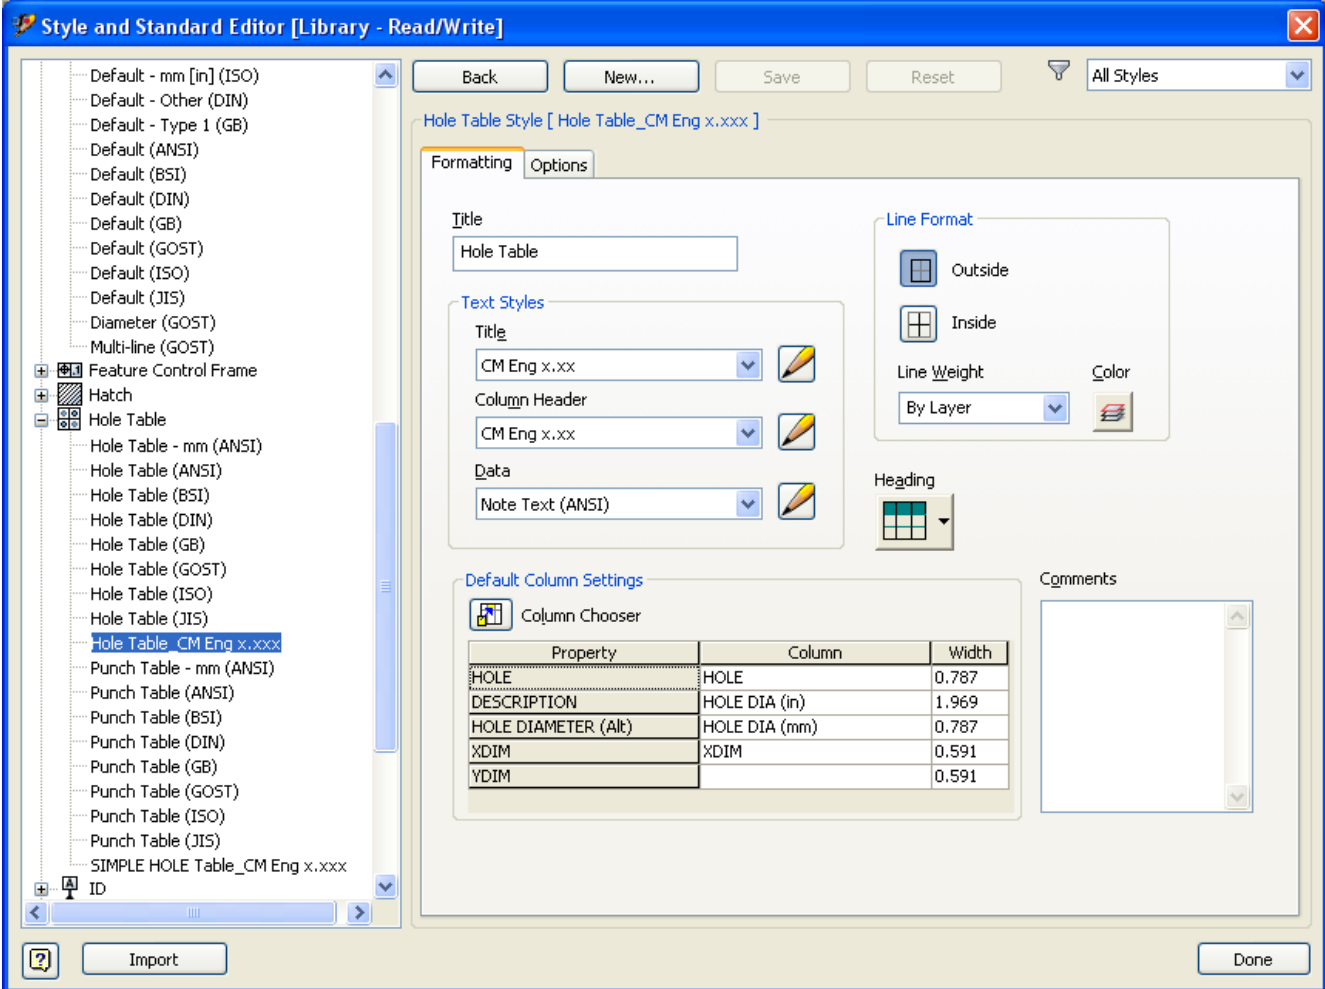 Style and Standard Editor [Library - Read/Write]
Default - mm [in] (ISO)
Default - Other (DIN)
Default - Type 1 (GB)
Default (ANSI)
Default (BSI)
Default (DIN)
Default (GB)
Default (GOST)
Default (ISO)
Default (JIS)
Diameter (GOST)
Multi-line (GOST)
Feature Control Frame
Hatch
Hole Table
Hole Table - mm (ANSI)
Hole Table (ANSI)
Hole Table (BSI)
Hole Table (DIN)
Hole Table (GB)
Hole Table (GOST)
Hole Table (ISO)
Hole Table (JIS)
Hole Table_CM Eng x.xxx
Punch Table - mm (ANSI)
Punch Table (ANSI)
Punch Table (BSI)
Punch Table (DIN)
Punch Table (GB)
Punch Table (GOST)
Punch Table (ISO)
Punch Table (JIS)
SIMPLE HOLE Table_CM Eng x.xxx
A
ID
Back New... Save Reset All Styles
Hole Table Style [ Hole Table_CM Eng x.xxx ]
Formatting Options
Title
Hole Table
Text Styles
Title
CM Eng x.xx
Column Header
CM Eng x.xx
Data
Note Text (ANSI)
Line Format
Outside
Inside
Line Weight Color
By Layer
Heading
Default Column Settings
Column Chooser
Property Column Width
HOLE HOLE 0.787
DESCRIPTION HOLE DIA (in) 1.969
HOLE DIAMETER (Alt) HOLE DIA (mm) 0.787
XDIM XDIM 0.591
YDIM 0.591
Comments
? Import Done